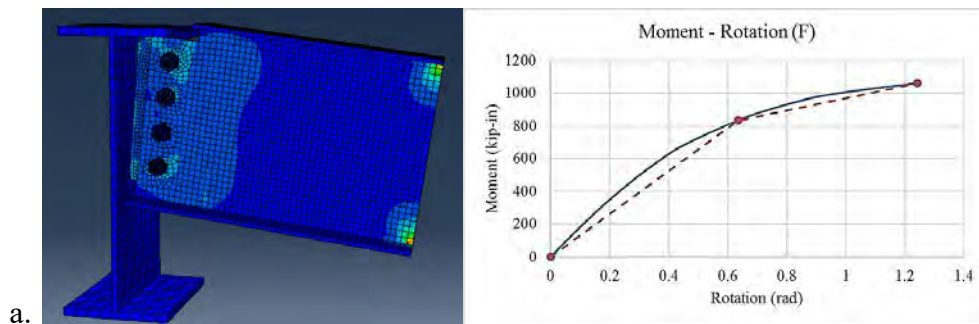 a.
Moment - Rotation (F)
Moment (kip-in)
1200
1000
800
600
400
200
0
0 0.2 0.4 0.6 0.8 1 1.2 1.4
Rotation (rad)